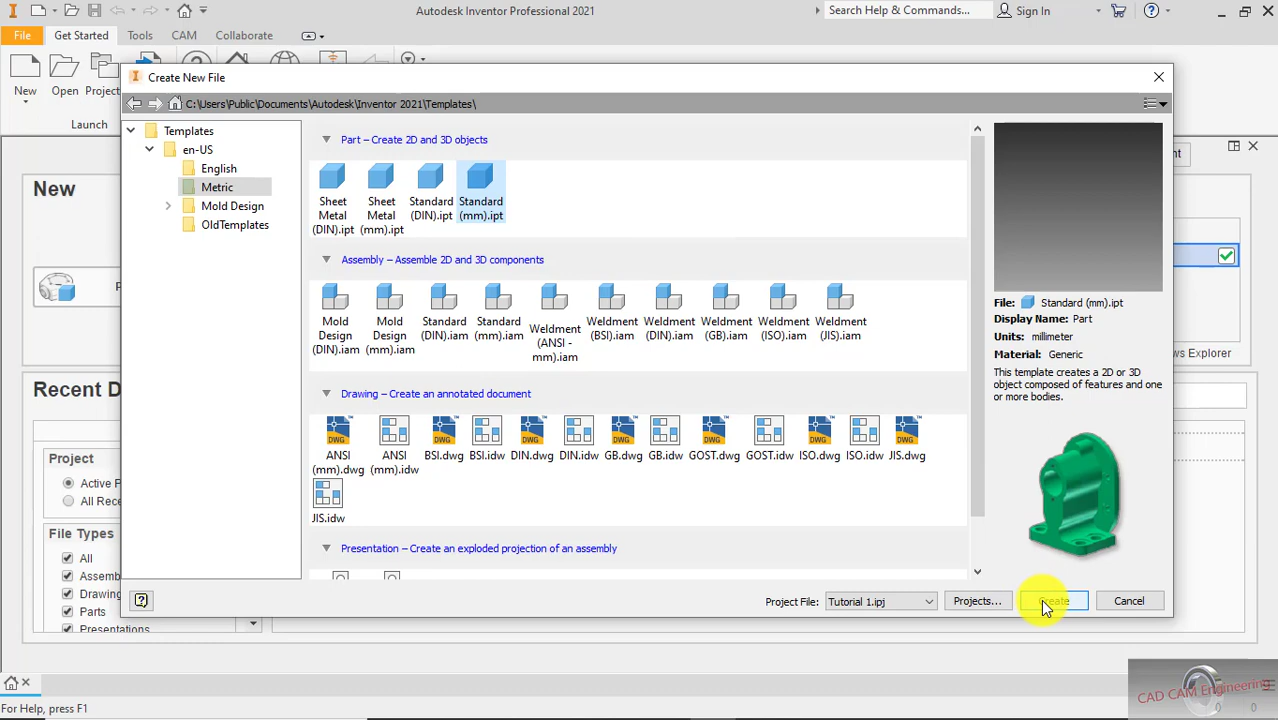 Autodesk Inventor Professional 2021
Search Help & Commands...
Sign In
File
Get Started
Tools
CAM
Collaborate
New
Open
Project
Launch
Create New File
C:\Users\Public\Documents\Autodesk\Inventor 2021\Templates\
Templates
en-US
English
Metric
Mold Design
OldTemplates
Part – Create 2D and 3D objects
Sheet Metal (DIN).ipt
Sheet Metal (mm).ipt
Standard (DIN).ipt
Standard (mm).ipt
Assembly – Assemble 2D and 3D components
Mold Design (DIN).iam
Mold Design (mm).iam
Standard (DIN).iam
Standard (mm).iam
Weldment (ANSI - mm).iam
Weldment (BSI).iam
Weldment (DIN).iam
Weldment (GB).iam
Weldment (ISO).iam
Weldment (JIS).iam
Drawing – Create an annotated document
ANSI (mm).dwg
ANSI (mm).idw
BSI.dwg
BSI.idw
DIN.dwg
DIN.idw
GB.dwg
GB.idw
GOST.dwg
GOST.idw
ISO.dwg
ISO.idw
JIS.dwg
JIS.idw
Presentation – Create an exploded projection of an assembly
File: Standard (mm).ipt
Display Name: Part
Units: millimeter
Material: Generic
This template creates a 2D or 3D
object composed of features and one
or more bodies.
Project File:
Tutorial 1.ipj
Projects...
Create
Cancel
New
P
Recent D
Project
Active P
All Rece
File Types
All
Assemb
Drawing
Parts
Presentations
t
ws Explorer
For Help, press F1
CAD CAM Engineering
0 0